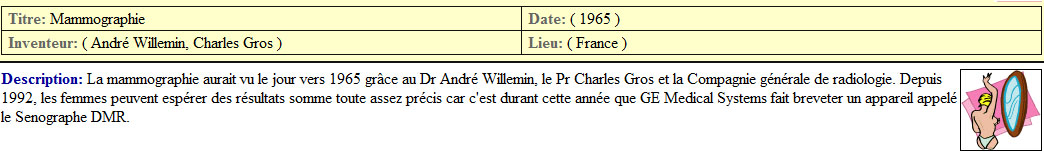 Titre: Mammographie Date: ( 1965 )
Inventeur: ( André Willemin, Charles Gros ) Lieu: ( France )
Description: La mammographie aurait vu le jour vers 1965 grâce au Dr André Willemin, le Pr Charles Gros et la Compagnie générale de radiologie. Depuis
1992, les femmes peuvent espérer des résultats somme toute assez précis car c'est durant cette année que GE Medical Systems fait breveter un appareil appelé
le Senographe DMR.